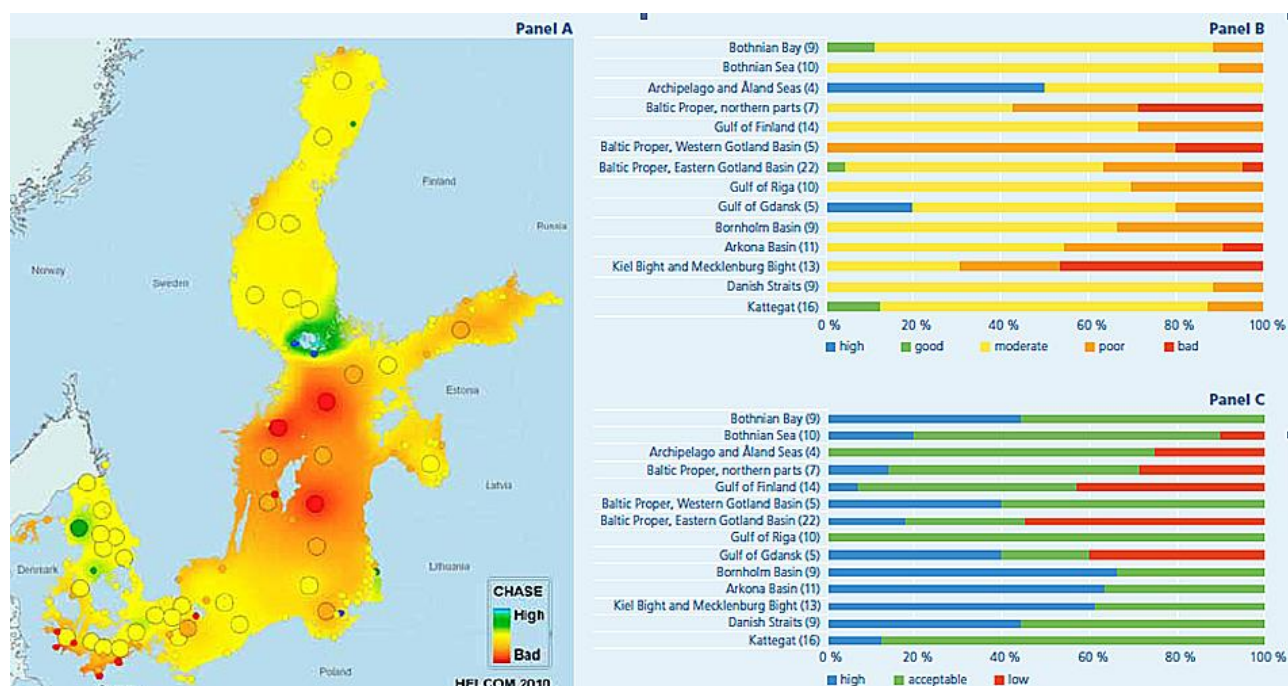 Panel A
Finland
Russia
Norway
Sweden
Estonia
Latvia
Denmark
Lithuania
CHASE
High
Bad
Poland
HELCOM 2010
Panel B
Bothnian Bay (9)
Bothnian Sea (10)
Archipelago and Åland Seas (4)
Baltic Proper, northern parts (7)
Gulf of Finland (14)
Baltic Proper, Western Gotland Basin (5)
Baltic Proper, Eastern Gotland Basin (22)
Gulf of Riga (10)
Gulf of Gdansk (5)
Bornholm Basin (9)
Arkona Basin (11)
Kiel Bight and Mecklenburg Bight (13)
Danish Straits (9)
Kattegat (16)
0 % 20 % 40 % 60 % 80 % 100 %
high good moderate poor bad
Panel C
Bothnian Bay (9)
Bothnian Sea (10)
Archipelago and Åland Seas (4)
Baltic Proper, northern parts (7)
Gulf of Finland (14)
Baltic Proper, Western Gotland Basin (5)
Baltic Proper, Eastern Gotland Basin (22)
Gulf of Riga (10)
Gulf of Gdansk (5)
Bornholm Basin (9)
Arkona Basin (11)
Kiel Bight and Mecklenburg Bight (13)
Danish Straits (9)
Kattegat (16)
0 % 20 % 40 % 60 % 80 % 100 %
high acceptable low